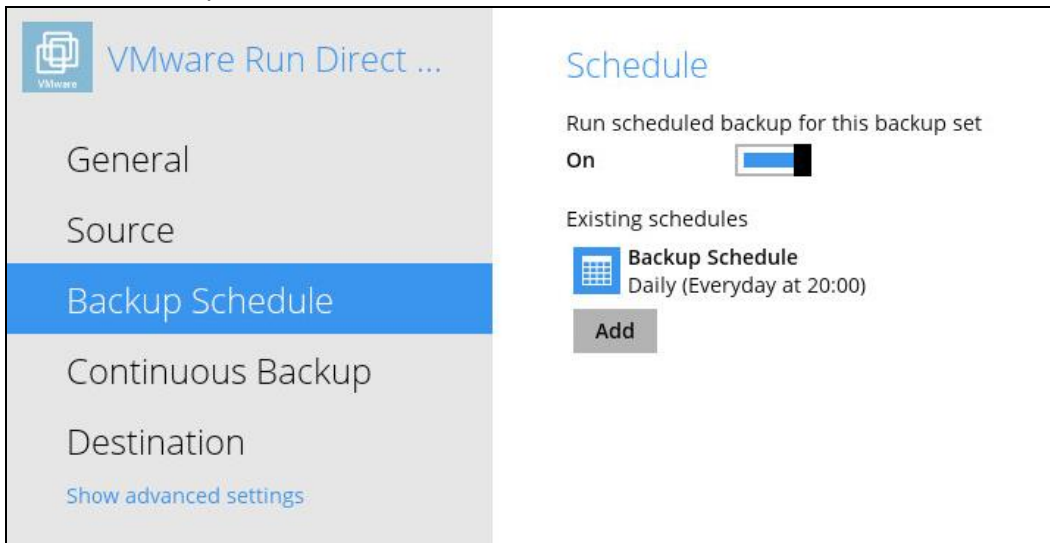 VMware
VMware Run Direct ...
General
Source
Backup Schedule
Continuous Backup
Destination
Show advanced settings
Schedule
Run scheduled backup for this backup set
On
Existing schedules
Backup Schedule
Daily (Everyday at 20:00)
Add